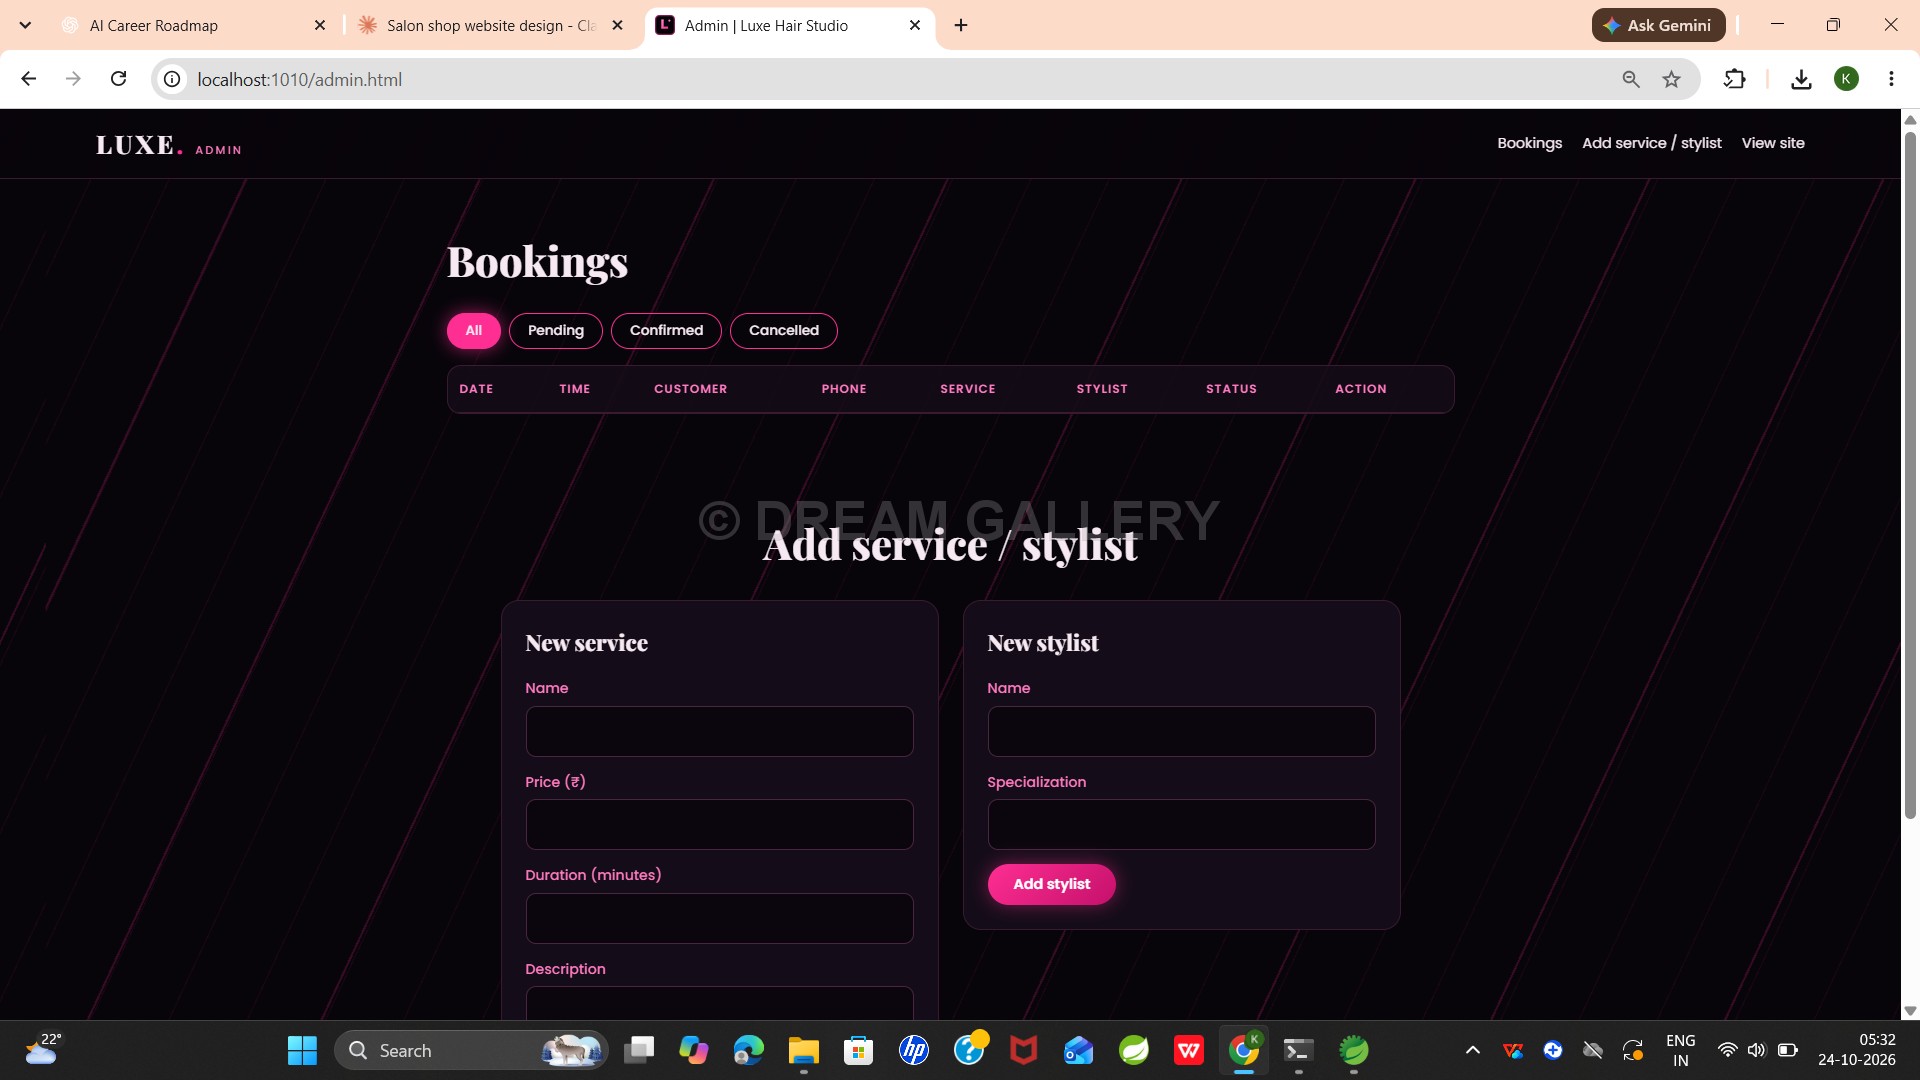 AI Career Roadmap
Salon shop website design - Cla
Admin | Luxe Hair Studio
Ask Gemini
localhost:1010/admin.html
K
LUXE. ADMIN
Bookings Add service / stylist View site
Bookings
All Pending Confirmed Cancelled
DATE TIME CUSTOMER PHONE SERVICE STYLIST STATUS ACTION
© DREAM GALLERY
Add service / stylist
New service
Name
Price (₹)
Duration (minutes)
Description
New stylist
Name
Specialization
Add stylist
22°
Search
hp
K
ENG
IN
05:32
24-10-2026